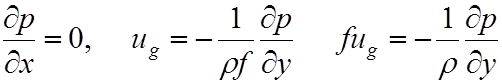 ∂p/∂x = 0, u_g = −(1/ρf) ∂p/∂y fu_g = −(1/ρ) ∂p/∂y